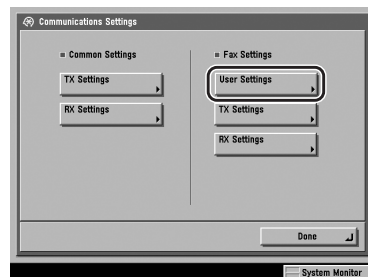 Communications Settings
Common Settings
TX Settings
RX Settings
Fax Settings
User Settings
TX Settings
RX Settings
Done
System Monitor